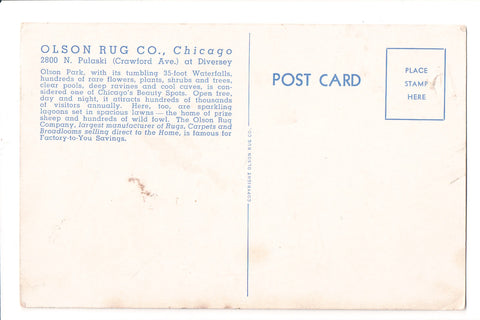 OLSON RUG CO., Chicago
2800 N. Pulaski (Crawford Ave.) at Diversey
Olson Park, with its tumbling 35-foot Waterfalls,
hundreds of rare flowers, plants, shrubs and trees,
clear pools, deep ravines and cool caves, is con-
sidered one of Chicago's Beauty Spots. Open free,
day and night, it attracts hundreds of thousands
of visitors annually. Here, too, are sparkling
lagoons set in spacious lawns — the home of prize
sheep and hundreds of wild fowl. The Olson Rug
Company, largest manufacturer of Rugs, Carpets and
Broadlooms selling direct to the Home, is famous for
Factory-to-You Savings.
COPYRIGHT OLSON RUG CO.
POST CARD
PLACE
STAMP
HERE